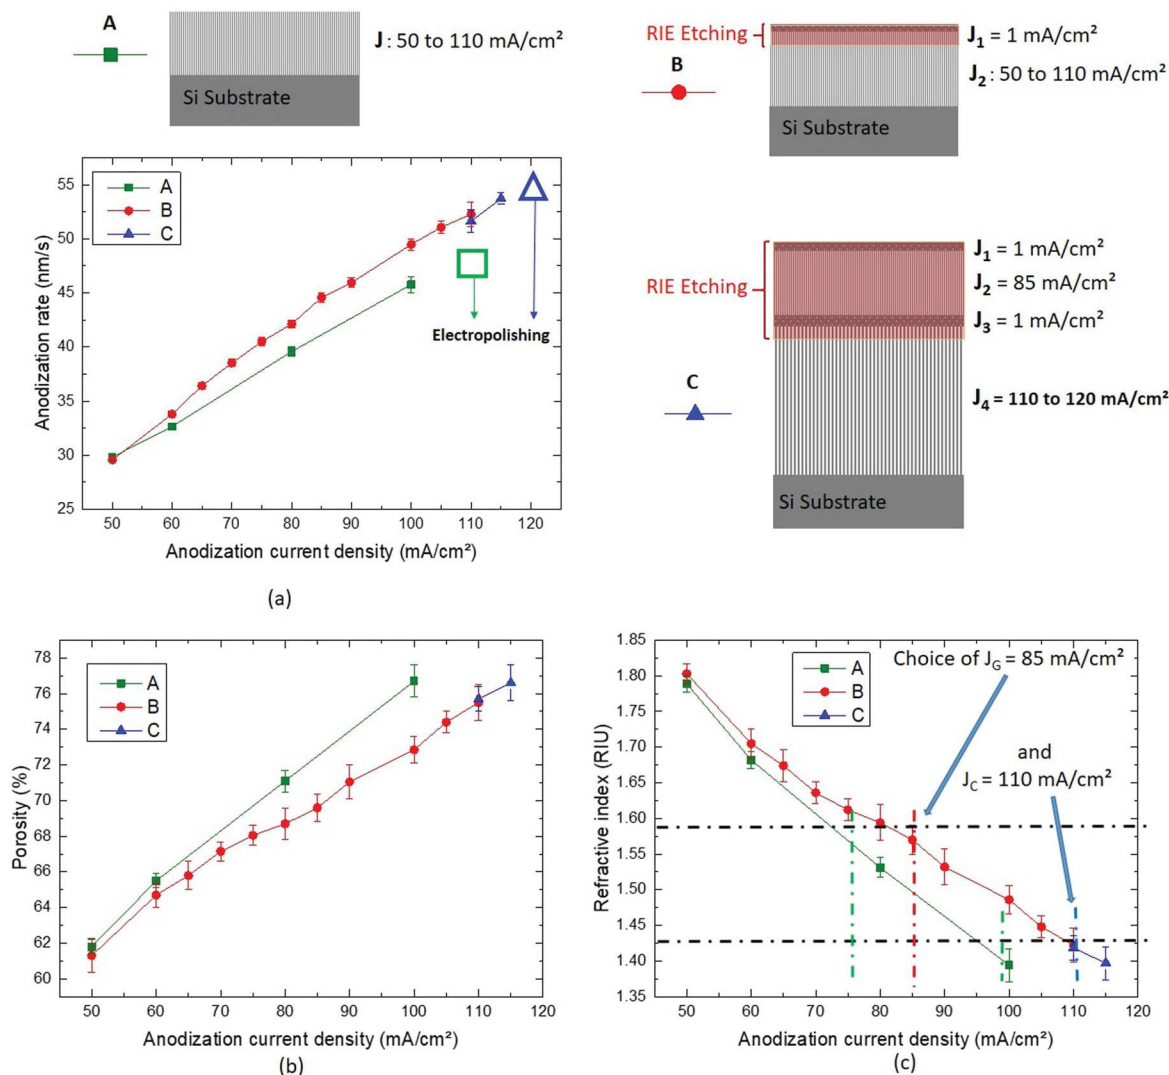 A
J : 50 to 110 mA/cm²
Si Substrate
RIE Etching
B
J₁ = 1 mA/cm²
J₂ : 50 to 110 mA/cm²
Si Substrate
Anodization rate (nm/s)
55
50
45
40
35
30
25
A
B
C
Electropolishing
50 60 70 80 90 100 110 120
Anodization current density (mA/cm²)
(a)
RIE Etching
C
J₁ = 1 mA/cm²
J₂ = 85 mA/cm²
J₃ = 1 mA/cm²
J₄ = 110 to 120 mA/cm²
Si Substrate
Porosity (%)
78
76
74
72
70
68
66
64
62
60
A
B
C
50 60 70 80 90 100 110 120
Anodization current density (mA/cm²)
(b)
Refractive index (RIU)
1.85
1.80
1.75
1.70
1.65
1.60
1.55
1.50
1.45
1.40
1.35
A
B
C
Choice of J_G = 85 mA/cm²
and
J_C = 110 mA/cm²
50 60 70 80 90 100 110 120
Anodization current density (mA/cm²)
(c)